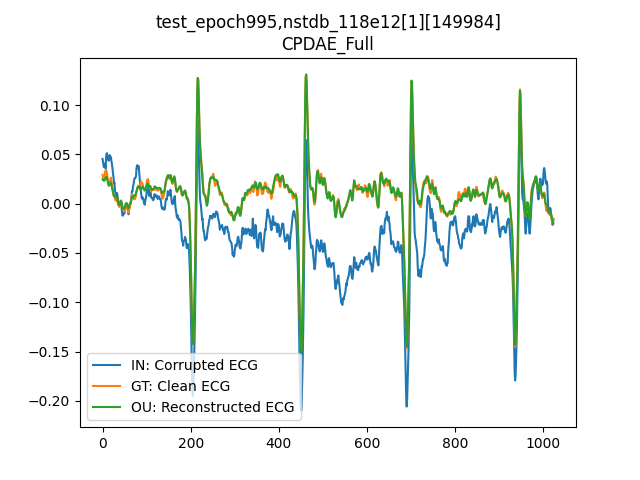 test_epoch995,nstdb_118e12[1][149984]
CPDAE_Full
0.10
0.05
0.00
−0.05
−0.10
−0.15
−0.20
IN: Corrupted ECG
GT: Clean ECG
OU: Reconstructed ECG
0 200 400 600 800 1000